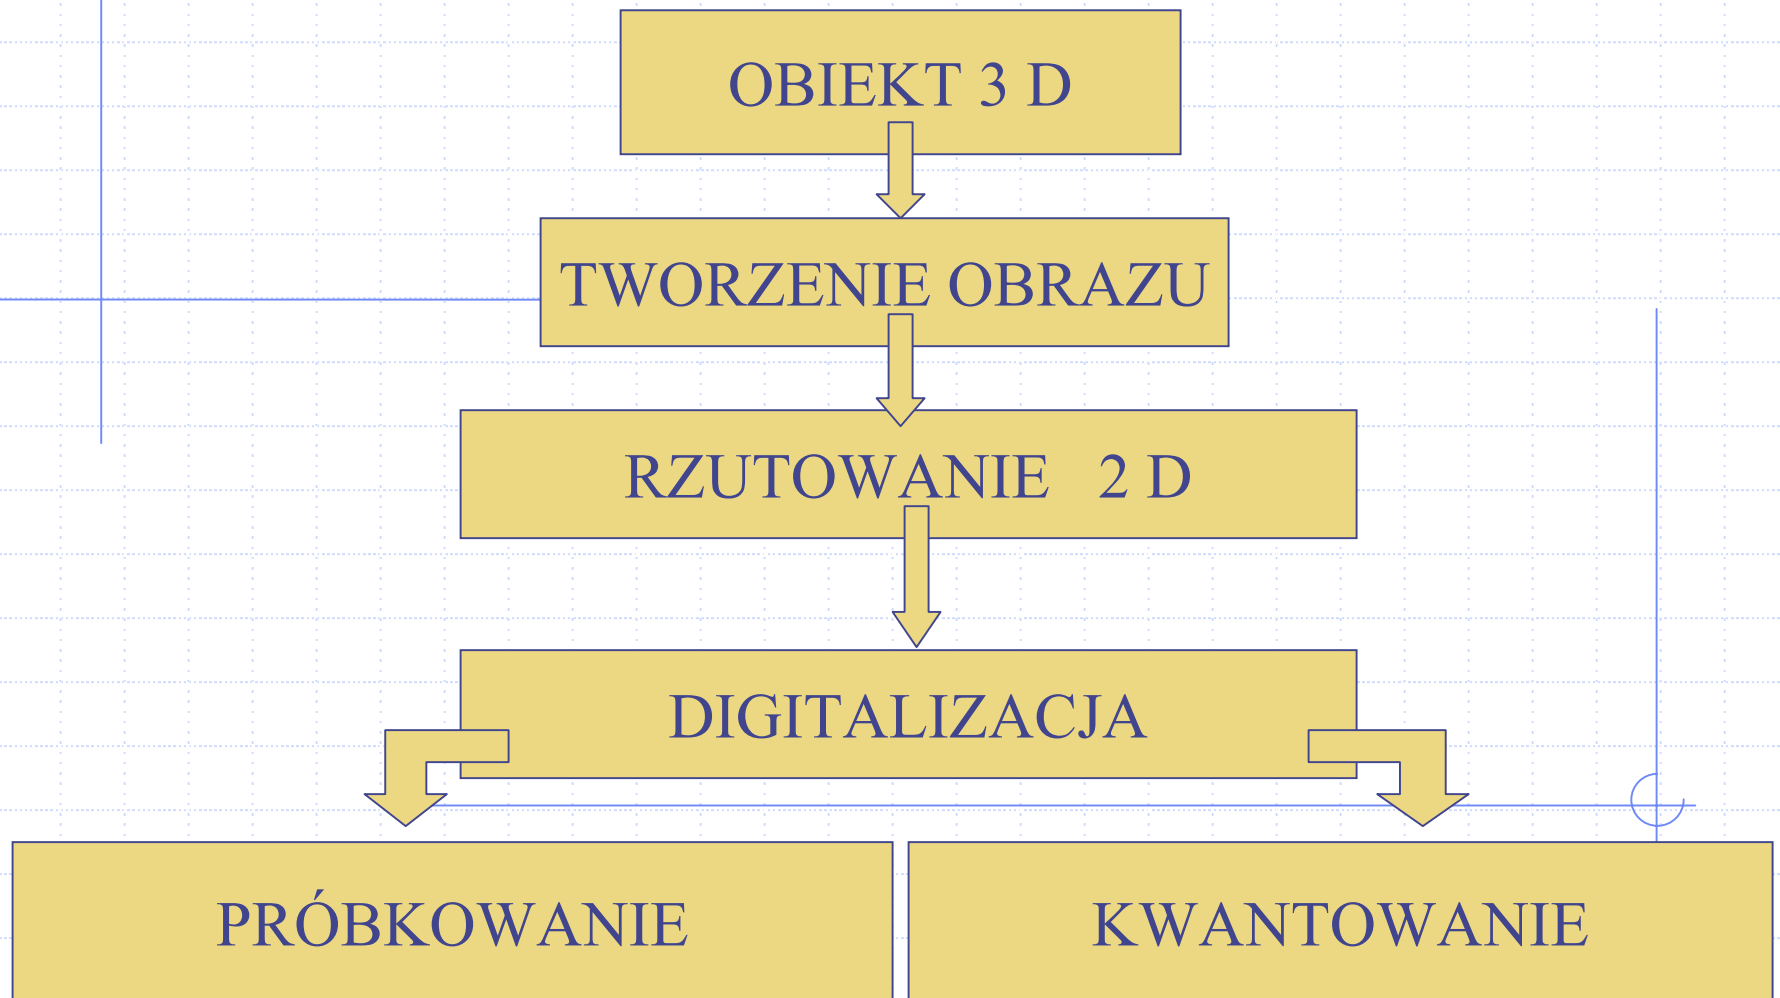 OBIEKT 3 D
TWORZENIE OBRAZU
RZUTOWANIE 2 D
DIGITALIZACJA
PRÓBKOWANIE
KWANTOWANIE